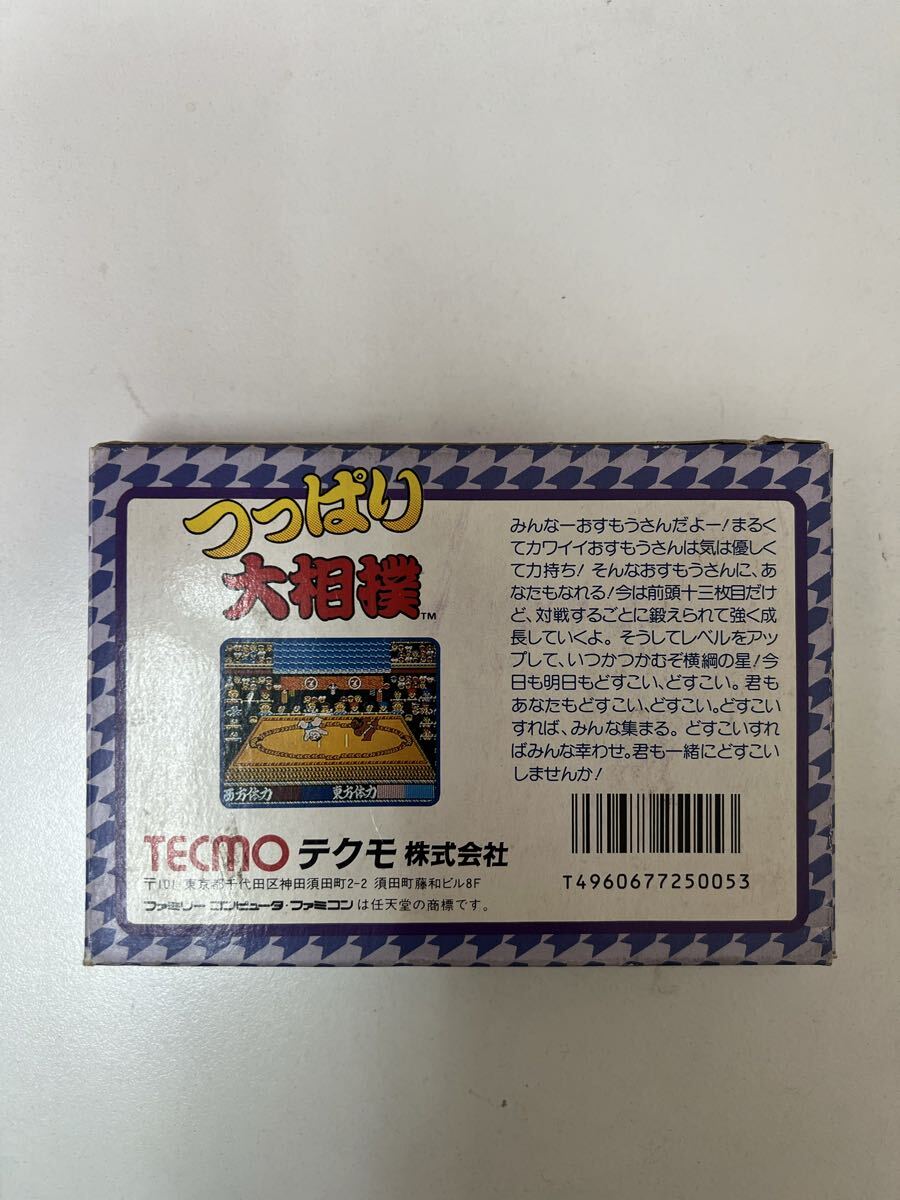 つっぱり
大相撲™
みんなーおすもうさんだよー！まるく
てカワイイおすもうさんは気は優しく
て力持ち！そんなおすもうさんに、あ
なたもなれる！今は前頭十三枚目だけ
ど、対戦するごとに鍛えられて強く成
長していくよ。そうしてレベルをアッ
プして、いつかつかむぞ横綱の星！今
日も明日もどすこい、どすこい。君も
あなたもどすこい、どすこい。どすこい
すれば、みんな集まる。どすこいすれ
ばみんな幸わせ。君も一緒にどすこい
しませんか！
西方体力 東方体力
TECMO テクモ 株式会社
〒101 東京都千代田区神田須田町2-2 須田町藤和ビル8F
ファミリーコンピュータ・ファミコンは任天堂の商標です。
T4960677250053